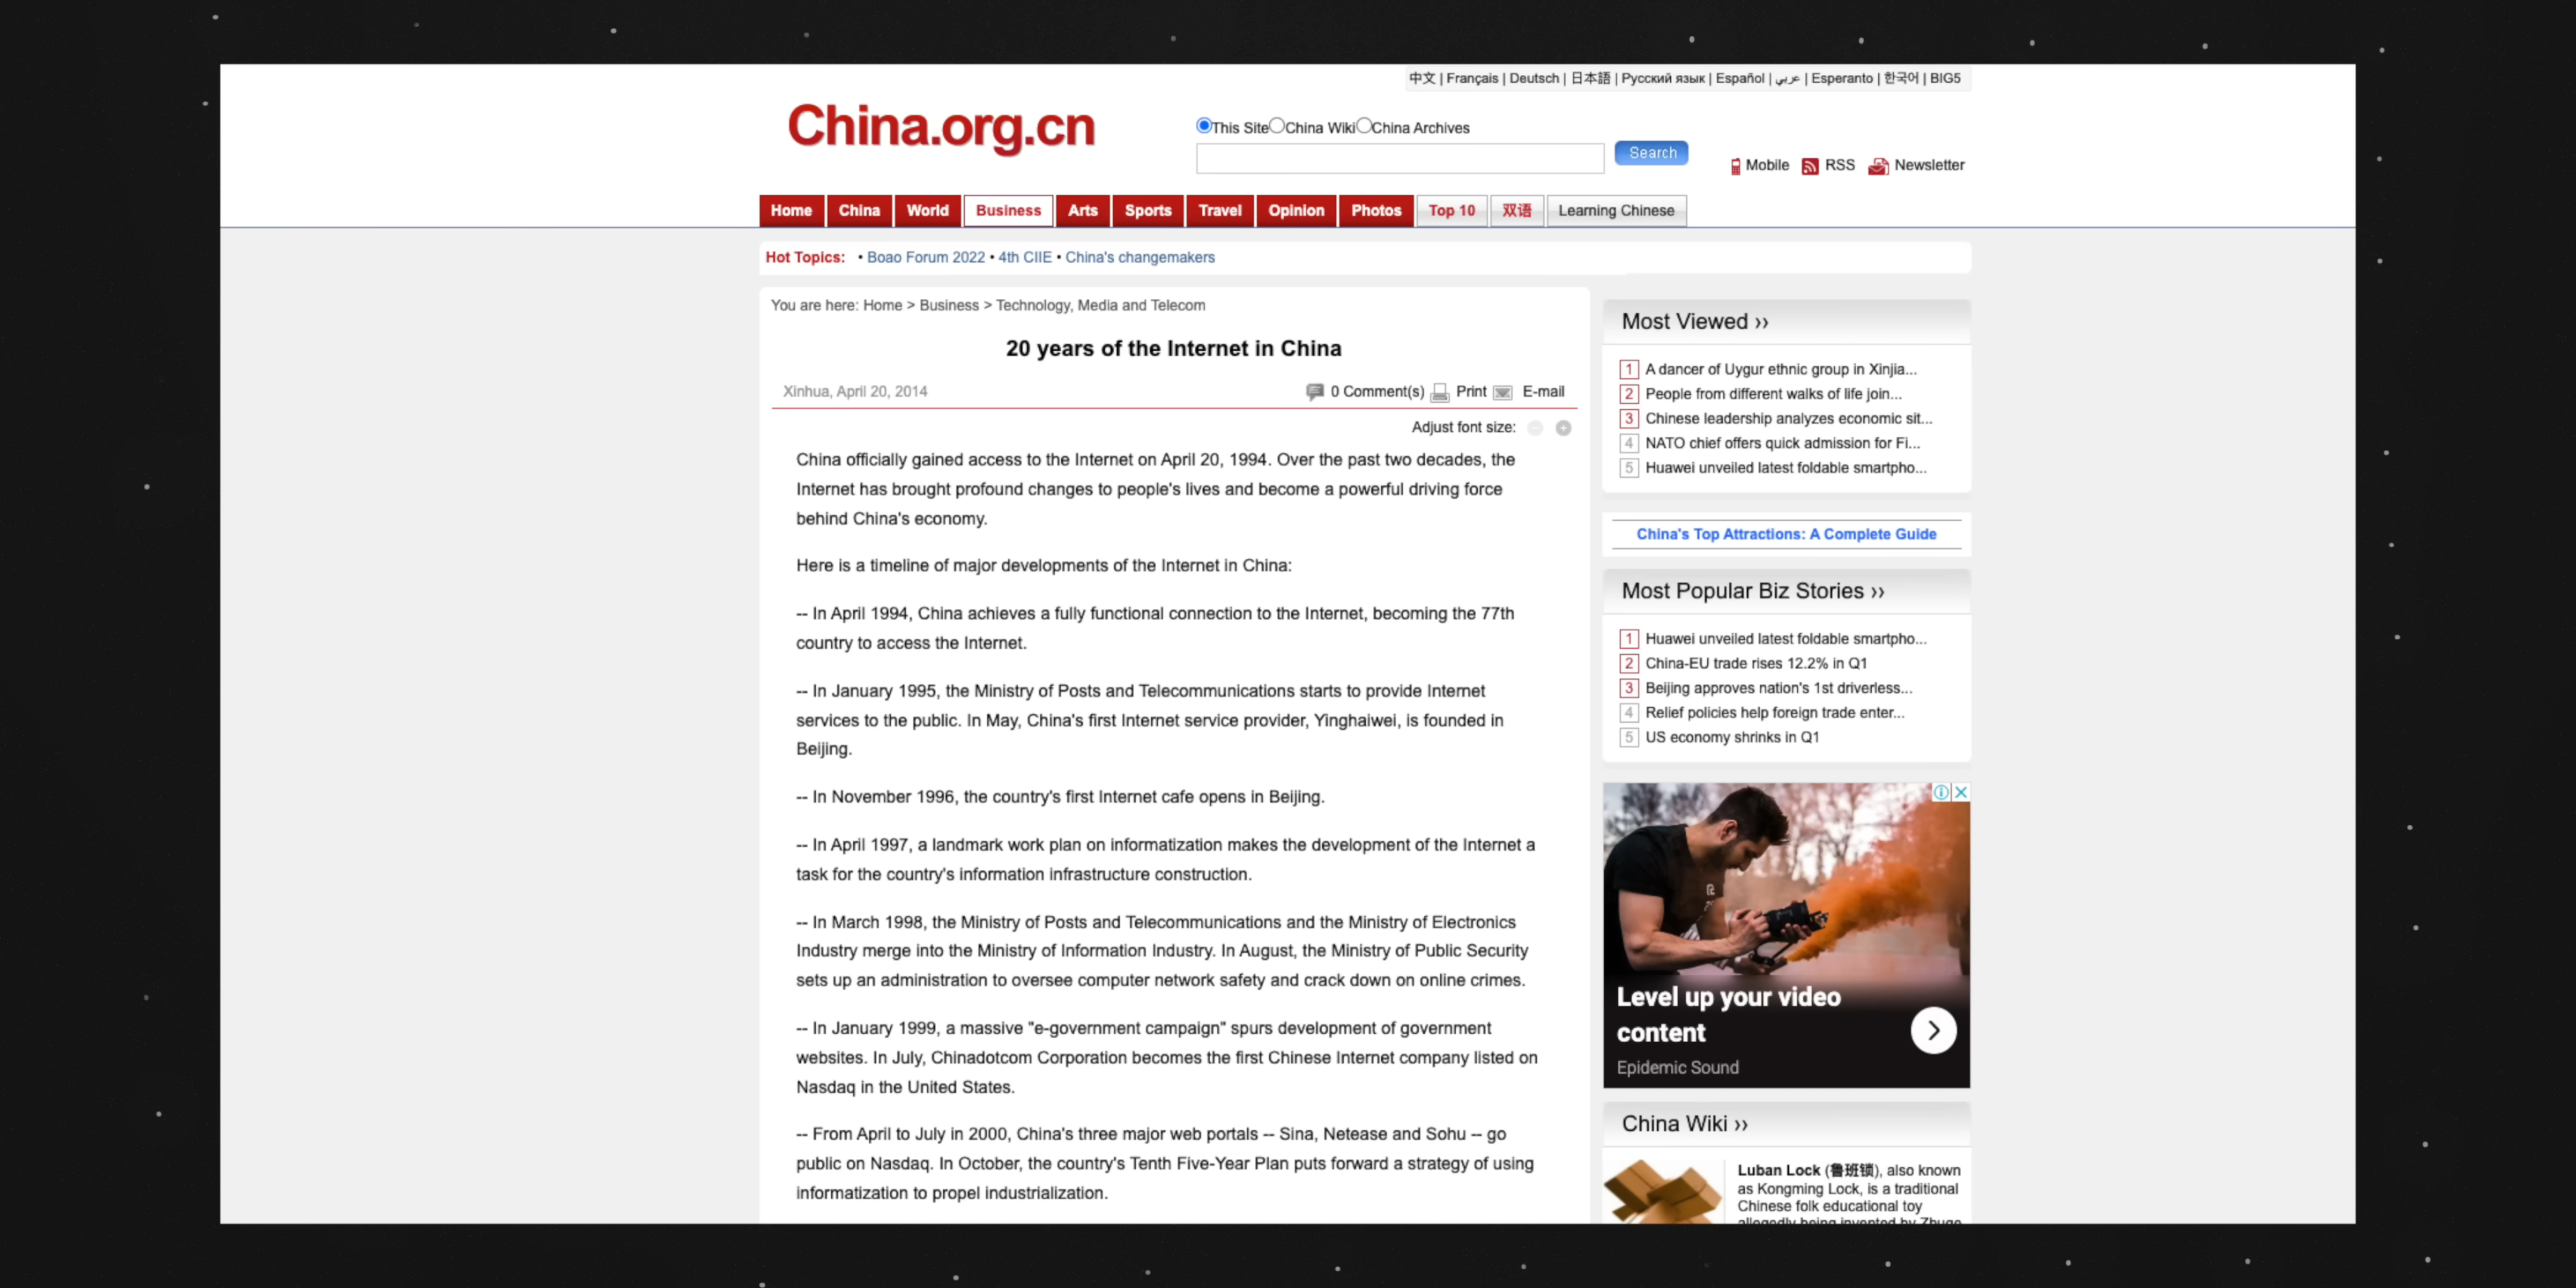 中文 | Français | Deutsch | 日本語 | Русский язык | Español | عربي | Esperanto | 한국어 | BIG5
China.org.cn
This Site China Wiki China Archives
Search
Mobile RSS Newsletter
Home China World Business Arts Sports Travel Opinion Photos Top 10 双语 Learning Chinese
Hot Topics: • Boao Forum 2022 • 4th CIIE • China's changemakers
You are here: Home > Business > Technology, Media and Telecom
20 years of the Internet in China
Xinhua, April 20, 2014
0 Comment(s) Print E-mail
Adjust font size:
China officially gained access to the Internet on April 20, 1994. Over the past two decades, the
Internet has brought profound changes to people's lives and become a powerful driving force
behind China's economy.
Here is a timeline of major developments of the Internet in China:
-- In April 1994, China achieves a fully functional connection to the Internet, becoming the 77th
country to access the Internet.
-- In January 1995, the Ministry of Posts and Telecommunications starts to provide Internet
services to the public. In May, China's first Internet service provider, Yinghaiwei, is founded in
Beijing.
-- In November 1996, the country's first Internet cafe opens in Beijing.
-- In April 1997, a landmark work plan on informatization makes the development of the Internet a
task for the country's information infrastructure construction.
-- In March 1998, the Ministry of Posts and Telecommunications and the Ministry of Electronics
Industry merge into the Ministry of Information Industry. In August, the Ministry of Public Security
sets up an administration to oversee computer network safety and crack down on online crimes.
-- In January 1999, a massive "e-government campaign" spurs development of government
websites. In July, Chinadotcom Corporation becomes the first Chinese Internet company listed on
Nasdaq in the United States.
-- From April to July in 2000, China's three major web portals -- Sina, Netease and Sohu -- go
public on Nasdaq. In October, the country's Tenth Five-Year Plan puts forward a strategy of using
informatization to propel industrialization.
Most Viewed ››
1 A dancer of Uygur ethnic group in Xinjia...
2 People from different walks of life join...
3 Chinese leadership analyzes economic sit...
4 NATO chief offers quick admission for Fi...
5 Huawei unveiled latest foldable smartpho...
China's Top Attractions: A Complete Guide
Most Popular Biz Stories ››
1 Huawei unveiled latest foldable smartpho...
2 China-EU trade rises 12.2% in Q1
3 Beijing approves nation's 1st driverless...
4 Relief policies help foreign trade enter...
5 US economy shrinks in Q1
Level up your video
content
Epidemic Sound
China Wiki ››
Luban Lock (鲁班锁), also known
as Kongming Lock, is a traditional
Chinese folk educational toy
allegedly being invented by Zhuge